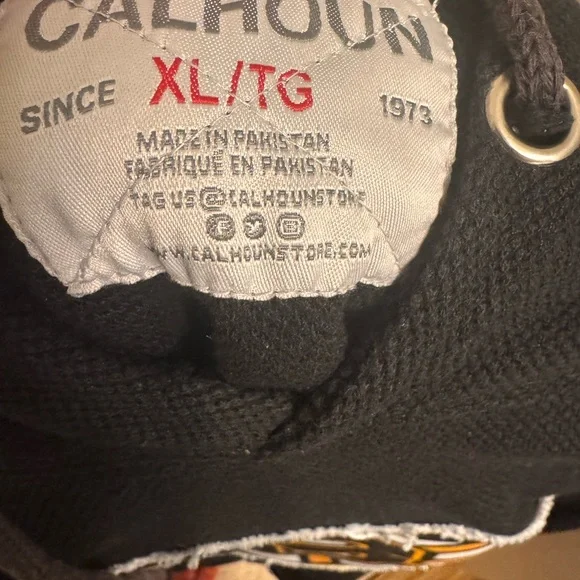 CALHOUN
XL/TG
SINCE 1973
MADE IN PAKISTAN
FABRIQUÉ EN PAKISTAN
TAG US@CALHOUNSTORE
WWW.CALHOUNSTORE.COM